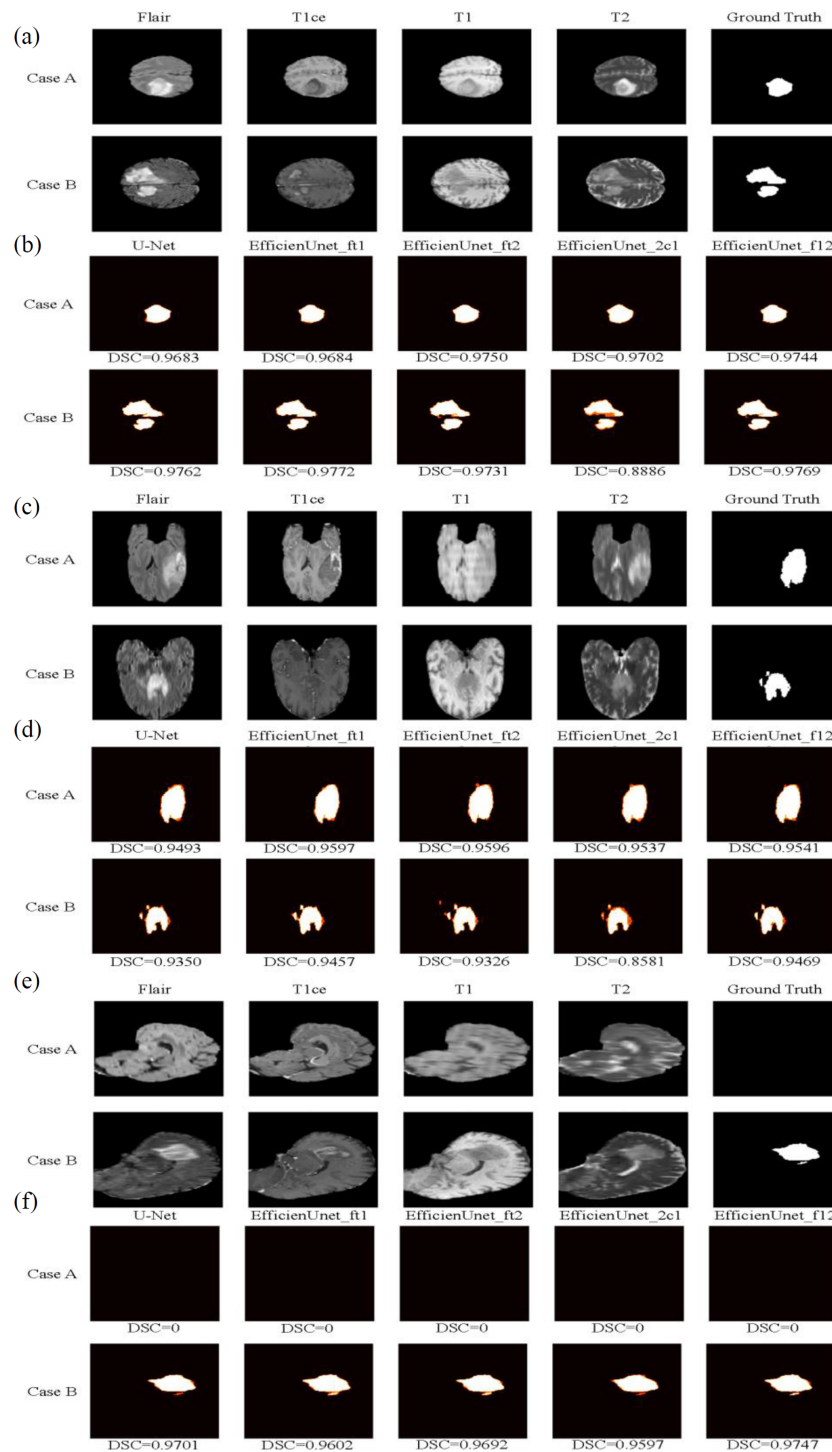 (a)
Flair T1ce T1 T2 Ground Truth
Case A
Case B
(b)
U-Net EfficienUnet_ft1 EfficienUnet_ft2 EfficienUnet_2c1 EfficienUnet_f12
Case A
DSC=0.9683 DSC=0.9684 DSC=0.9750 DSC=0.9702 DSC=0.9744
Case B
DSC=0.9762 DSC=0.9772 DSC=0.9731 DSC=0.8886 DSC=0.9769
(c)
Flair T1ce T1 T2 Ground Truth
Case A
Case B
(d)
U-Net EfficienUnet_ft1 EfficienUnet_ft2 EfficienUnet_2c1 EfficienUnet_f12
Case A
DSC=0.9493 DSC=0.9597 DSC=0.9596 DSC=0.9537 DSC=0.9541
Case B
DSC=0.9350 DSC=0.9457 DSC=0.9326 DSC=0.8581 DSC=0.9469
(e)
Flair T1ce T1 T2 Ground Truth
Case A
Case B
(f)
U-Net EfficienUnet_ft1 EfficienUnet_ft2 EfficienUnet_2c1 EfficienUnet_f12
Case A
DSC=0 DSC=0 DSC=0 DSC=0 DSC=0
Case B
DSC=0.9701 DSC=0.9602 DSC=0.9692 DSC=0.9597 DSC=0.9747